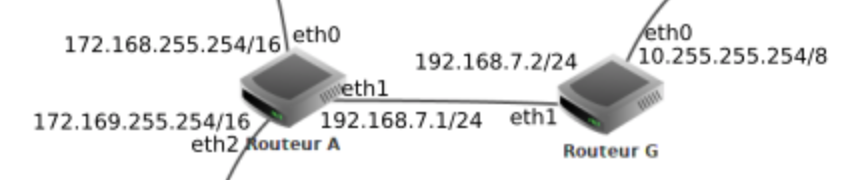 eth0
172.168.255.254/16
eth1
192.168.7.1/24
172.169.255.254/16
eth2
Routeur A
eth0
192.168.7.2/24
10.255.255.254/8
eth1
Routeur G